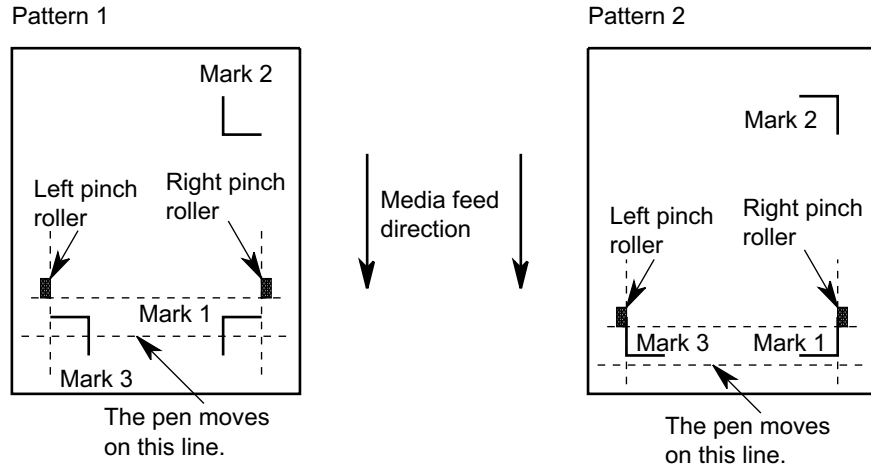 Pattern 1
Mark 2
Left pinch
roller
Right pinch
roller
Mark 1
Mark 3
The pen moves
on this line.
Media feed
direction
Pattern 2
Mark 2
Left pinch
roller
Right pinch
roller
Mark 3
Mark 1
The pen moves
on this line.